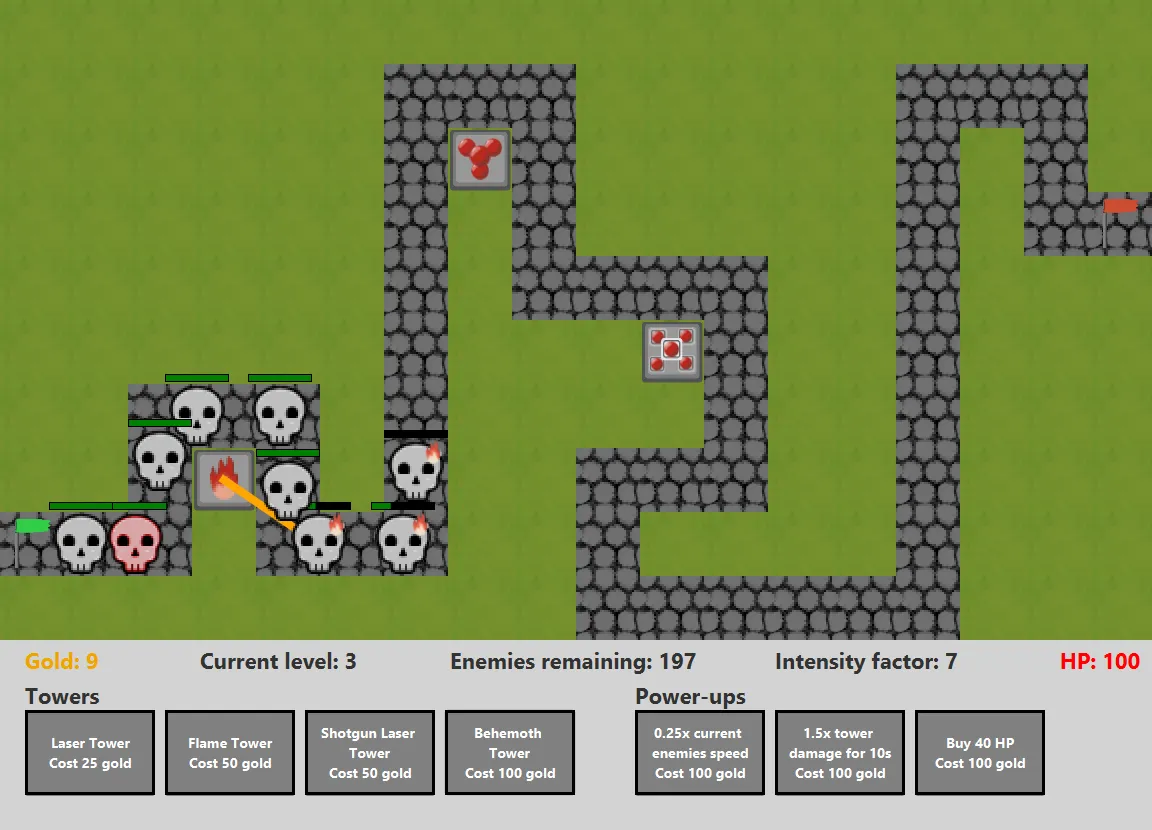 Gold: 9
Current level: 3
Enemies remaining: 197
Intensity factor: 7
HP: 100
Towers
Power-ups
Laser Tower
Cost 25 gold
Flame Tower
Cost 50 gold
Shotgun Laser
Tower
Cost 50 gold
Behemoth
Tower
Cost 100 gold
0.25x current
enemies speed
Cost 100 gold
1.5x tower
damage for 10s
Cost 100 gold
Buy 40 HP
Cost 100 gold